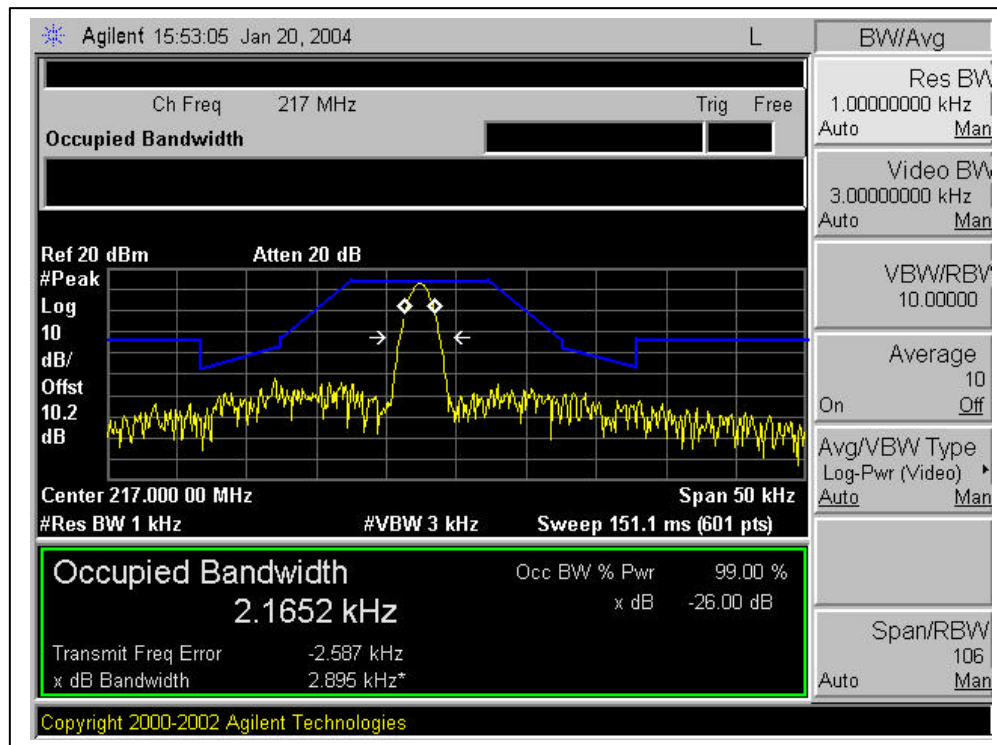 Agilent 15:53:05 Jan 20, 2004 L
BW/Avg
Ch Freq 217 MHz Trig Free
Occupied Bandwidth
Ref 20 dBm Atten 20 dB
#Peak
Log
10
dB/
Offst
10.2
dB
Center 217.000 00 MHz Span 50 kHz
#Res BW 1 kHz #VBW 3 kHz Sweep 151.1 ms (601 pts)
Occupied Bandwidth
2.1652 kHz
Occ BW % Pwr 99.00 %
x dB -26.00 dB
Transmit Freq Error -2.587 kHz
x dB Bandwidth 2.895 kHz*
Copyright 2000-2002 Agilent Technologies
Res BW
1.00000000 kHz
Auto Man
Video BW
3.00000000 kHz
Auto Man
VBW/RBW
10.00000
Average
10
On Off
Avg/VBW Type
Log-Pwr (Video)
Auto Man
Span/RBW
106
Auto Man